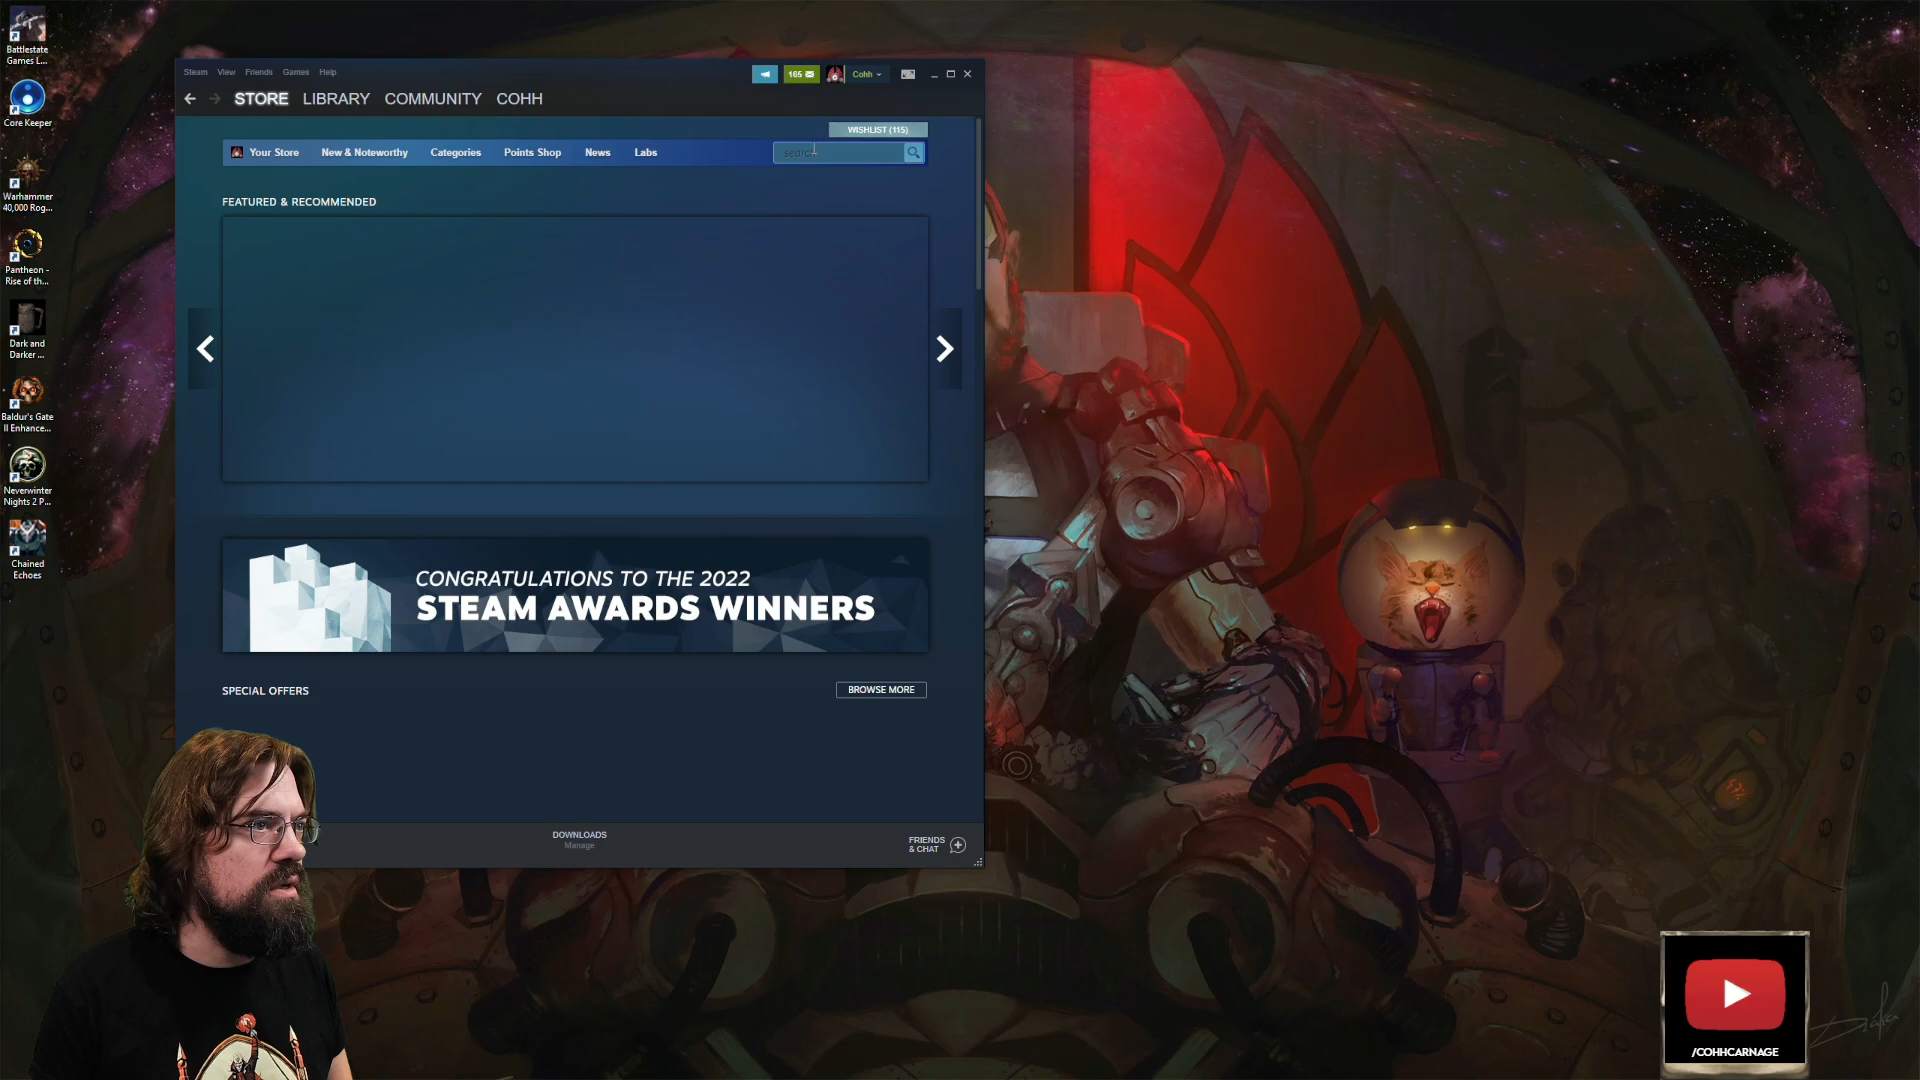 Battlestate
Games L...
Core Keeper
Warhammer
40,000 Rog...
Pantheon -
Rise of th...
Dark and
Darker ...
Baldur's Gate
II Enhance...
Neverwinter
Nights 2 P...
Chained
Echoes
Steam View Friends Games Help
165
Cohh
STORE LIBRARY COMMUNITY COHH
WISHLIST (115)
Your Store New & Noteworthy Categories Points Shop News Labs
search
FEATURED & RECOMMENDED
CONGRATULATIONS TO THE 2022
STEAM AWARDS WINNERS
SPECIAL OFFERS
BROWSE MORE
DOWNLOADS
Manage
FRIENDS
& CHAT
/COHHCARNAGE